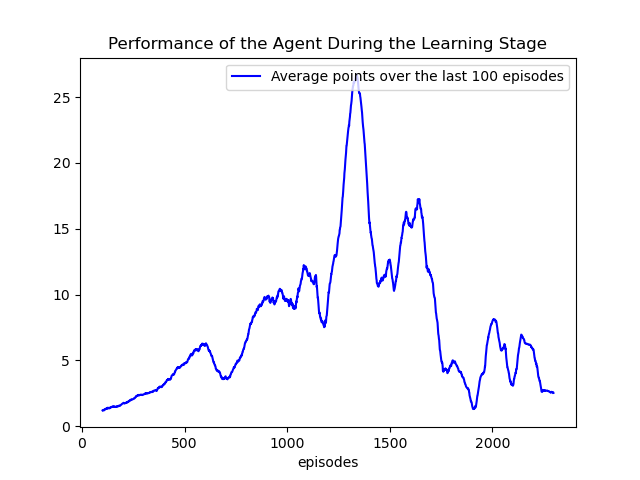 Performance of the Agent During the Learning Stage
Average points over the last 100 episodes
25
20
15
10
5
0
0 500 1000 1500 2000
episodes